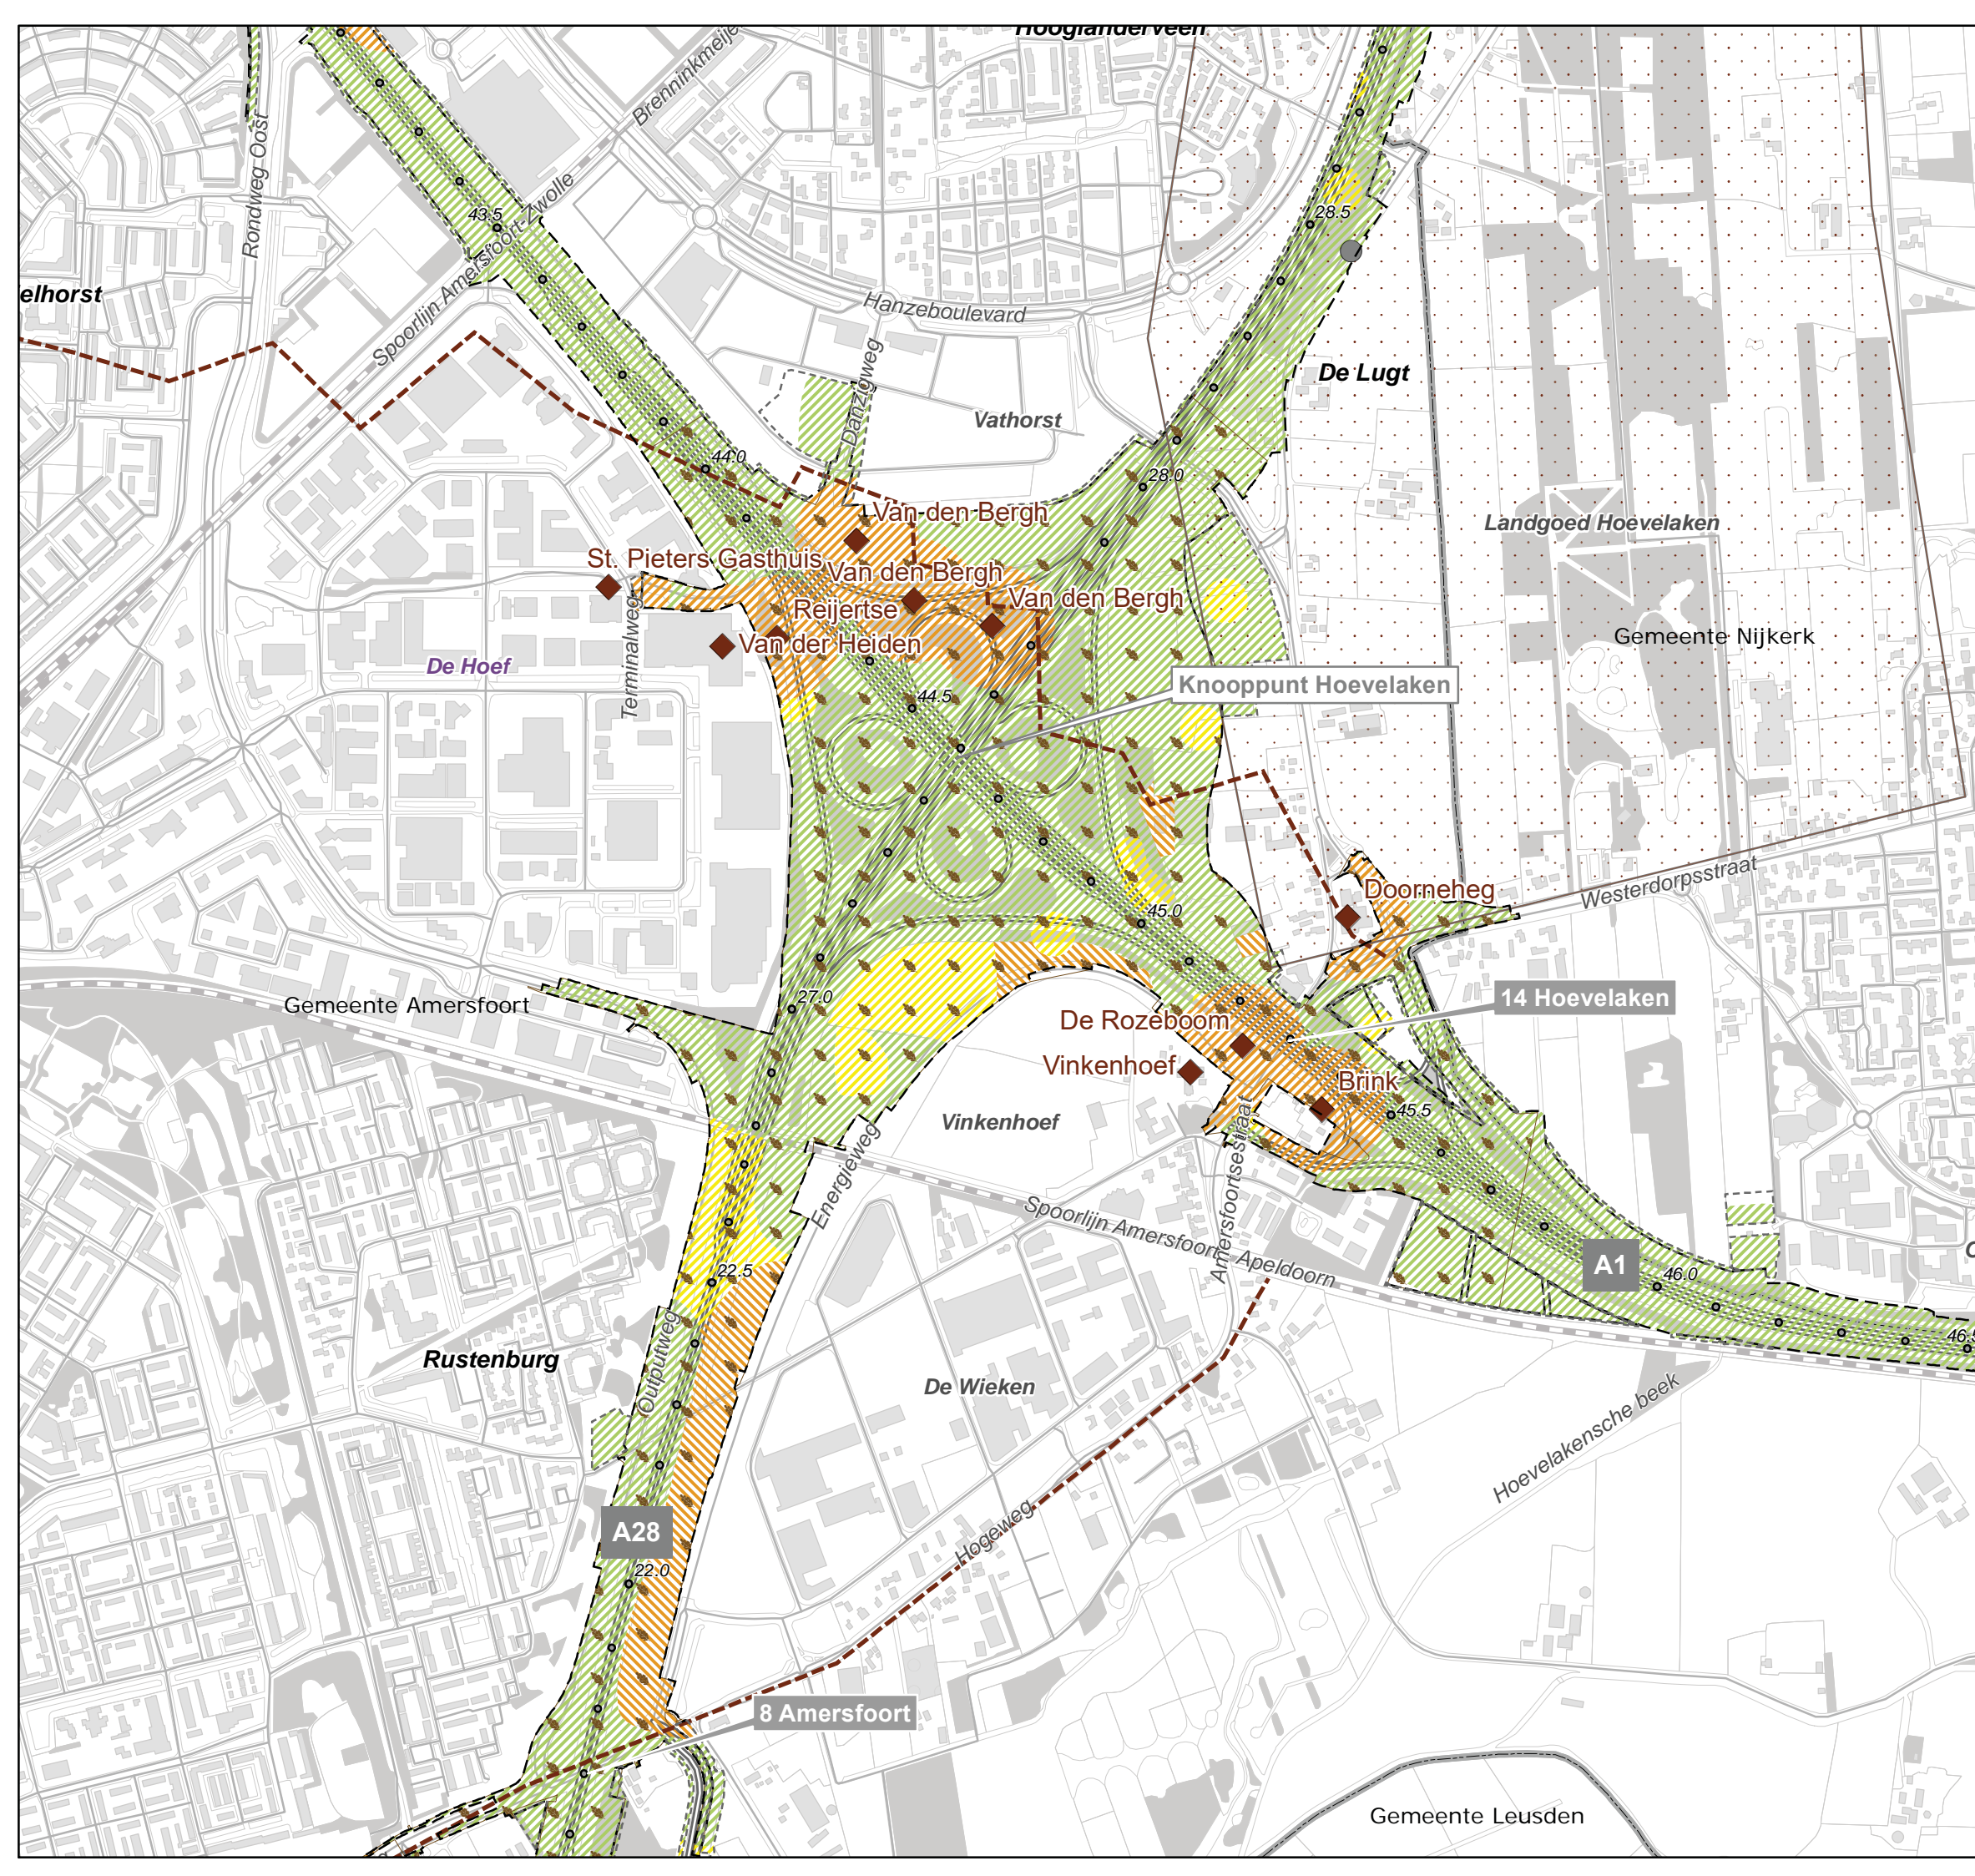 Hooglanderveen
Brenninkmeije
Rondweg Oost
Spoorlijn Amersfoort-Zwolle
43.5
28.5
elhorst
Hanzeboulevard
Danzigweg
De Lugt
Vathorst
44.0
28.0
Van den Bergh
Landgoed Hoevelaken
St. Pieters Gasthuis
Van den Bergh
Van den Bergh
Reijertse
Gemeente Nijkerk
Van der Heiden
Terminalweg
De Hoef
Knooppunt Hoevelaken
44.5
Westerdorpsstraat
Doorneheg
45.0
27.0
Gemeente Amersfoort
14 Hoevelaken
De Rozeboom
Vinkenhoef
Brink
45.5
Vinkenhoef
Energieweg
Amersfoortsestraat
Spoorlijn Amersfoort - Apeldoorn
A1
46.0
22.5
46.5
Outputweg
Rustenburg
De Wieken
Hoevelakensche beek
A28
Hogeweg
22.0
8 Amersfoort
Gemeente Leusden